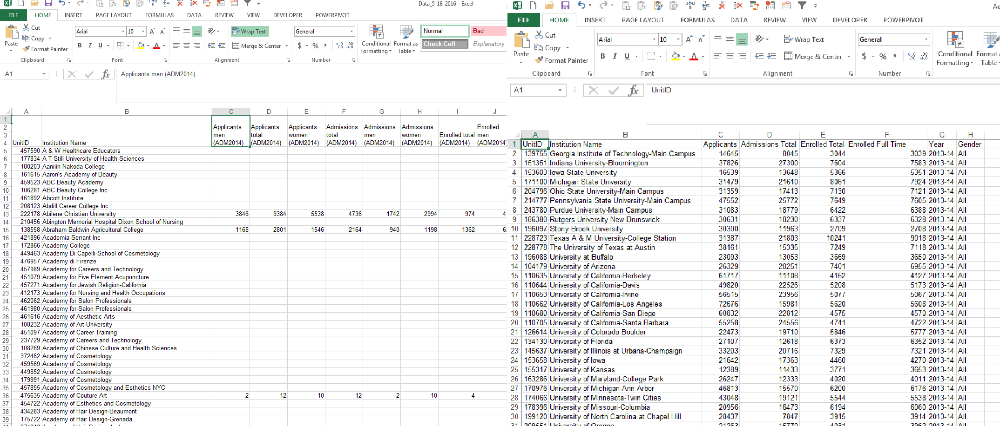 Data_5-18-2016 - Excel
FILE HOME INSERT PAGE LAYOUT FORMULAS DATA REVIEW VIEW DEVELOPER POWERPIVOT
Cut
Copy
Format Painter
Paste
Clipboard
Arial 10
B I U
Font
Wrap Text
Merge & Center
Alignment
General
$ % ,
Number
Conditional Formatting
Format as Table
Normal Bad
Check Cell Explanatory
A1 fx Applicants men (ADM2014)
A B C D E F G H I J
1
2 Applicants Applicants Applicants Admissions Admissions Admissions Enrolled
3 men total women total men women Enrolled total men
4 UnitID Institution Name (ADM2014) (ADM2014) (ADM2014) (ADM2014) (ADM2014) (ADM2014) (ADM2014) (ADM2014)
5 457590 A & W Healthcare Educators
6 177834 A T Still University of Health Sciences
7 180203 Aaniiih Nakoda College
8 161615 Aaron's Academy of Beauty
9 459523 ABC Beauty Academy
10 106281 ABC Beauty College Inc
11 461892 Abcott Institute
12 208123 Abdill Career College Inc
13 222178 Abilene Christian University 3846 9384 5538 4736 1742 2994 974 4
14 210456 Abington Memorial Hospital Dixon School of Nursing
15 138558 Abraham Baldwin Agricultural College 1168 2801 1546 2164 940 1198 1362 6
16 421896 Academia Serrant Inc
17 172866 Academy College
18 449463 Academy Di Capelli-School of Cosmetology
19 476957 Academy di Firenze
20 457989 Academy for Careers and Technology
21 451079 Academy for Five Element Acupuncture
22 457271 Academy for Jewish Religion-California
23 412173 Academy for Nursing and Health Occupations
24 462062 Academy for Salon Professionals
25 461980 Academy for Salon Professionals
26 461616 Academy of Aesthetic Arts
27 108232 Academy of Art University
28 451097 Academy of Career Training
29 237729 Academy of Careers and Technology
30 108269 Academy of Chinese Culture and Health Sciences
31 372462 Academy of Cosmetology
32 459569 Academy of Cosmetology
33 449852 Academy of Cosmetology
34 179991 Academy of Cosmetology
35 457855 Academy of Cosmetology and Esthetics NYC
36 475635 Academy of Couture Art 2 12 10 12 2 10 4
37 454722 Academy of Esthetics and Cosmetology
38 434283 Academy of Hair Design-Beaumont
39 175722 Academy of Hair Design-Grenada
FILE HOME INSERT PAGE LAYOUT FORMULAS DATA REVIEW VIEW DEVELOPER POWERPIVOT
Cut
Copy
Format Painter
Paste
Clipboard
Arial 10
B I U
Font
Wrap Text
Merge & Center
Alignment
General
$ % ,
Number
Conditional Formatting
Format as Table
A1 fx UnitID
A B C D E F G H
1 UnitID Institution Name Applicants Admissions Total Enrolled Total Enrolled Full Time Year Gender
2 139755 Georgia Institute of Technology-Main Campus 14645 8045 3044 3039 2013-14 All
3 151351 Indiana University-Bloomington 37826 27300 7604 7583 2013-14 All
4 153603 Iowa State University 16539 13648 5366 5351 2013-14 All
5 171100 Michigan State University 31479 21610 8061 7924 2013-14 All
6 204796 Ohio State University-Main Campus 31359 17413 7130 7121 2013-14 All
7 214777 Pennsylvania State University-Main Campus 47552 25772 7649 7605 2013-14 All
8 243780 Purdue University-Main Campus 31083 18779 6422 6388 2013-14 All
9 186380 Rutgers University-New Brunswick 30631 18230 6337 6328 2013-14 All
10 196097 Stony Brook University 30300 11963 2709 2708 2013-14 All
11 228723 Texas A & M University-College Station 31387 21803 10241 9018 2013-14 All
12 228778 The University of Texas at Austin 38161 15335 7249 7118 2013-14 All
13 196088 University at Buffalo 23093 13053 3669 3650 2013-14 All
14 104179 University of Arizona 26329 20251 7401 6955 2013-14 All
15 110635 University of California-Berkeley 61717 11108 4162 4127 2013-14 All
16 110644 University of California-Davis 49820 22526 5208 5173 2013-14 All
17 110653 University of California-Irvine 56515 23956 5077 5067 2013-14 All
18 110662 University of California-Los Angeles 72676 15981 5620 5608 2013-14 All
19 110680 University of California-San Diego 60832 22812 4575 4570 2013-14 All
20 110705 University of California-Santa Barbara 55258 24556 4741 4722 2013-14 All
21 126614 University of Colorado Boulder 22473 19710 5846 5777 2013-14 All
22 134130 University of Florida 27107 12618 6373 6352 2013-14 All
23 145637 University of Illinois at Urbana-Champaign 33203 20716 7329 7321 2013-14 All
24 153658 University of Iowa 21642 17363 4460 4270 2013-14 All
25 155317 University of Kansas 12389 11433 3771 3653 2013-14 All
26 163286 University of Maryland-College Park 26247 12333 4020 4011 2013-14 All
27 170976 University of Michigan-Ann Arbor 46813 15570 6200 6176 2013-14 All
28 174066 University of Minnesota-Twin Cities 43048 19121 5544 5538 2013-14 All
29 178396 University of Missouri-Columbia 20956 16473 6194 6060 2013-14 All
30 199120 University of North Carolina at Chapel Hill 28437 7847 3915 3914 2013-14 All